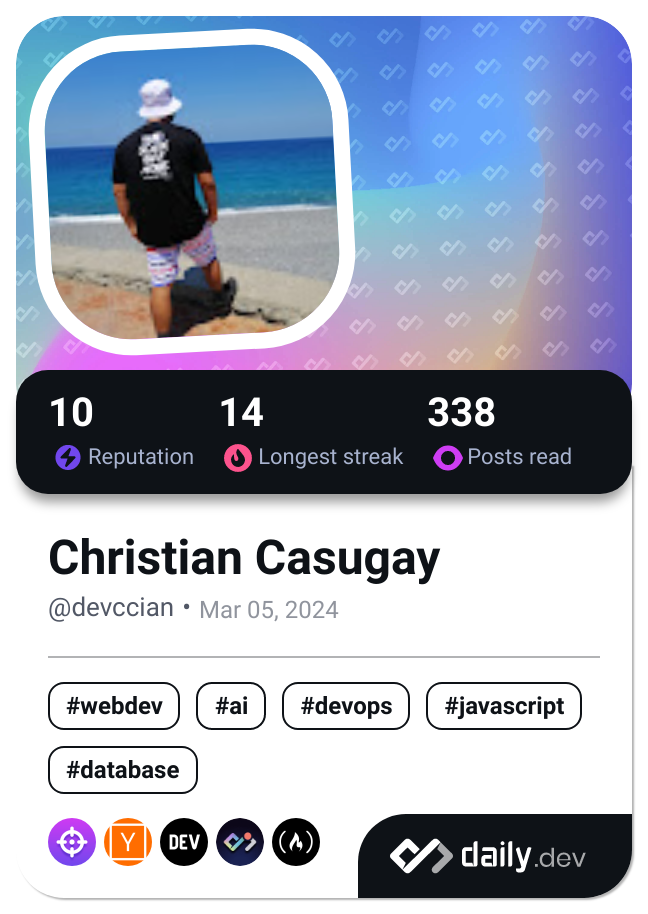 10 14 338
Reputation Longest streak Posts read
Christian Casugay
@devccian • Mar 05, 2024
#webdev #ai #devops #javascript
#database
Y DEV daily.dev